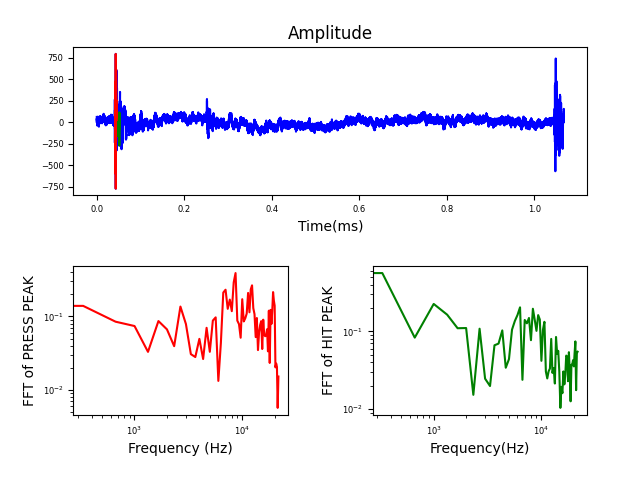 Amplitude
750
500
250
0
−250
−500
−750
0.0 0.2 0.4 0.6 0.8 1.0
Time(ms)
FFT of PRESS PEAK
10⁻¹
10⁻²
10³ 10⁴
Frequency (Hz)
FFT of HIT PEAK
10⁻¹
10⁻²
10³ 10⁴
Frequency(Hz)